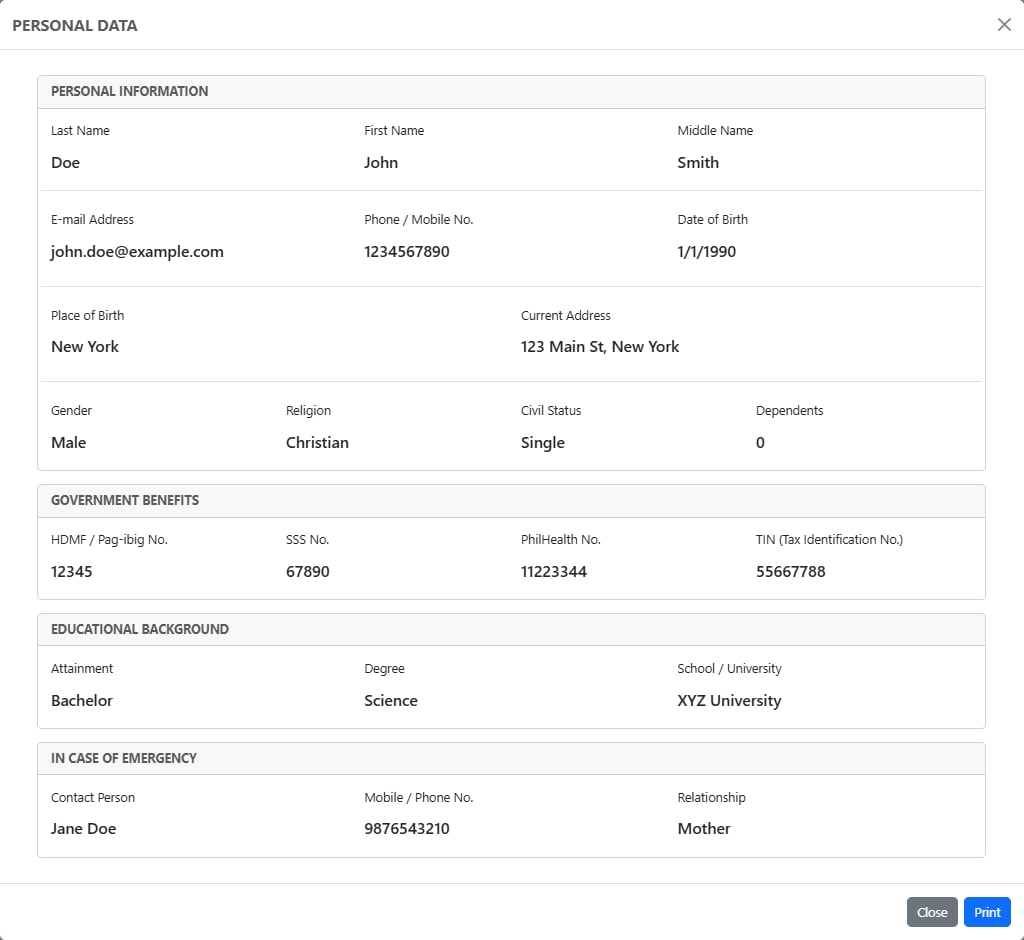 PERSONAL DATA
PERSONAL INFORMATION
Last Name First Name Middle Name
Doe John Smith
E-mail Address Phone / Mobile No. Date of Birth
john.doe@example.com 1234567890 1/1/1990
Place of Birth Current Address
New York 123 Main St, New York
Gender Religion Civil Status Dependents
Male Christian Single 0
GOVERNMENT BENEFITS
HDMF / Pag-ibig No. SSS No. PhilHealth No. TIN (Tax Identification No.)
12345 67890 11223344 55667788
EDUCATIONAL BACKGROUND
Attainment Degree School / University
Bachelor Science XYZ University
IN CASE OF EMERGENCY
Contact Person Mobile / Phone No. Relationship
Jane Doe 9876543210 Mother
Close Print